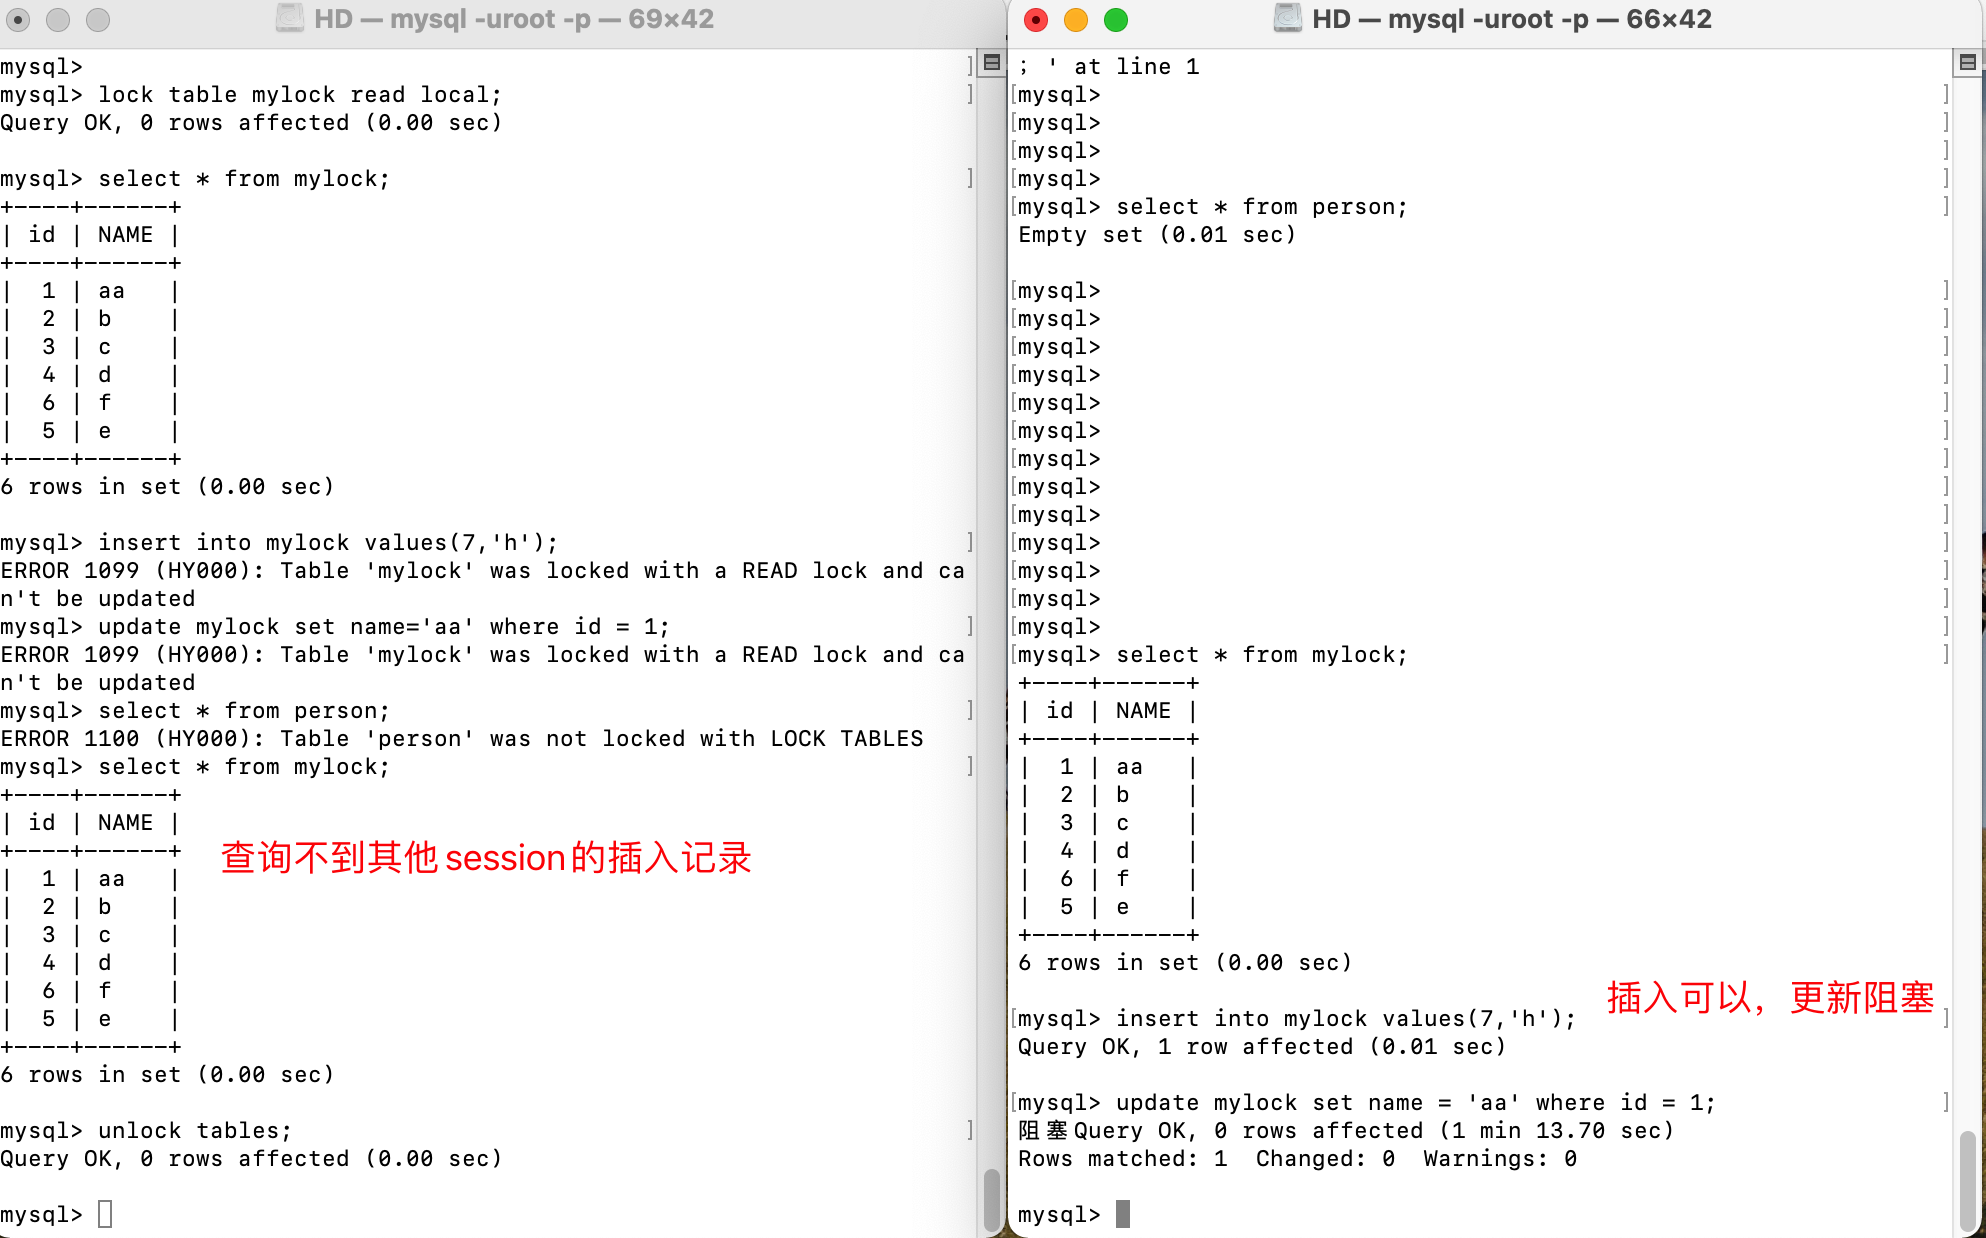 HD — mysql -uroot -p — 69×42
mysql>
mysql> lock table mylock read local;
Query OK, 0 rows affected (0.00 sec)
mysql> select * from mylock;
+----+------+
| id | NAME |
+----+------+
|  1 | aa   |
|  2 | b    |
|  3 | c    |
|  4 | d    |
|  6 | f    |
|  5 | e    |
+----+------+
6 rows in set (0.00 sec)
mysql> insert into mylock values(7,'h');
ERROR 1099 (HY000): Table 'mylock' was locked with a READ lock and ca
n't be updated
mysql> update mylock set name='aa' where id = 1;
ERROR 1099 (HY000): Table 'mylock' was locked with a READ lock and ca
n't be updated
mysql> select * from person;
ERROR 1100 (HY000): Table 'person' was not locked with LOCK TABLES
mysql> select * from mylock;
+----+------+
| id | NAME |
+----+------+
查询不到其他session的插入记录
|  1 | aa   |
|  2 | b    |
|  3 | c    |
|  4 | d    |
|  6 | f    |
|  5 | e    |
+----+------+
6 rows in set (0.00 sec)
mysql> unlock tables;
Query OK, 0 rows affected (0.00 sec)
mysql>
HD — mysql -uroot -p — 66×42
; ' at line 1
[mysql>
[mysql>
[mysql>
[mysql>
[mysql> select * from person;
Empty set (0.01 sec)
[mysql>
[mysql>
[mysql>
[mysql>
[mysql>
[mysql>
[mysql>
[mysql>
[mysql>
[mysql>
[mysql>
[mysql>
[mysql>
[mysql> select * from mylock;
+----+------+
| id | NAME |
+----+------+
|  1 | aa   |
|  2 | b    |
|  3 | c    |
|  4 | d    |
|  6 | f    |
|  5 | e    |
+----+------+
6 rows in set (0.00 sec)
插入可以，更新阻塞
[mysql> insert into mylock values(7,'h');
Query OK, 1 row affected (0.01 sec)
[mysql> update mylock set name = 'aa' where id = 1;
阻塞Query OK, 0 rows affected (1 min 13.70 sec)
Rows matched: 1  Changed: 0  Warnings: 0
mysql>